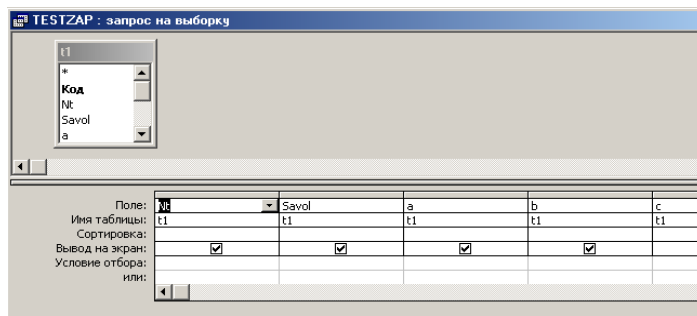 TESTZAP : запрос на выборку
t1
*
Код
Nt
Savol
a
Поле: Nt Savol a b c
Имя таблицы: t1 t1 t1 t1 t1
Сортировка:
Вывод на экран:
Условие отбора:
или: